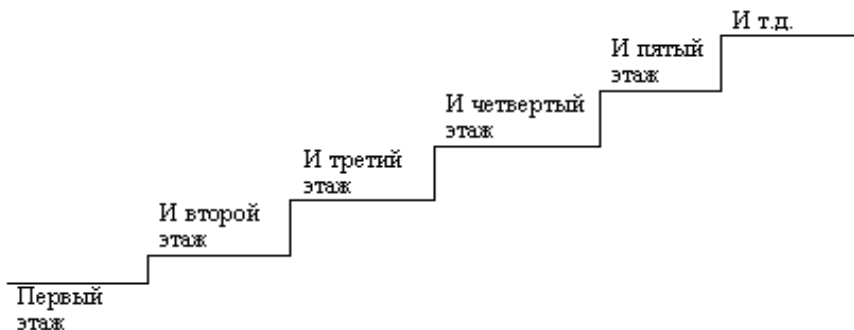 И т.д.
И пятый
этаж
И четвертый
этаж
И третий
этаж
И второй
этаж
Первый
этаж